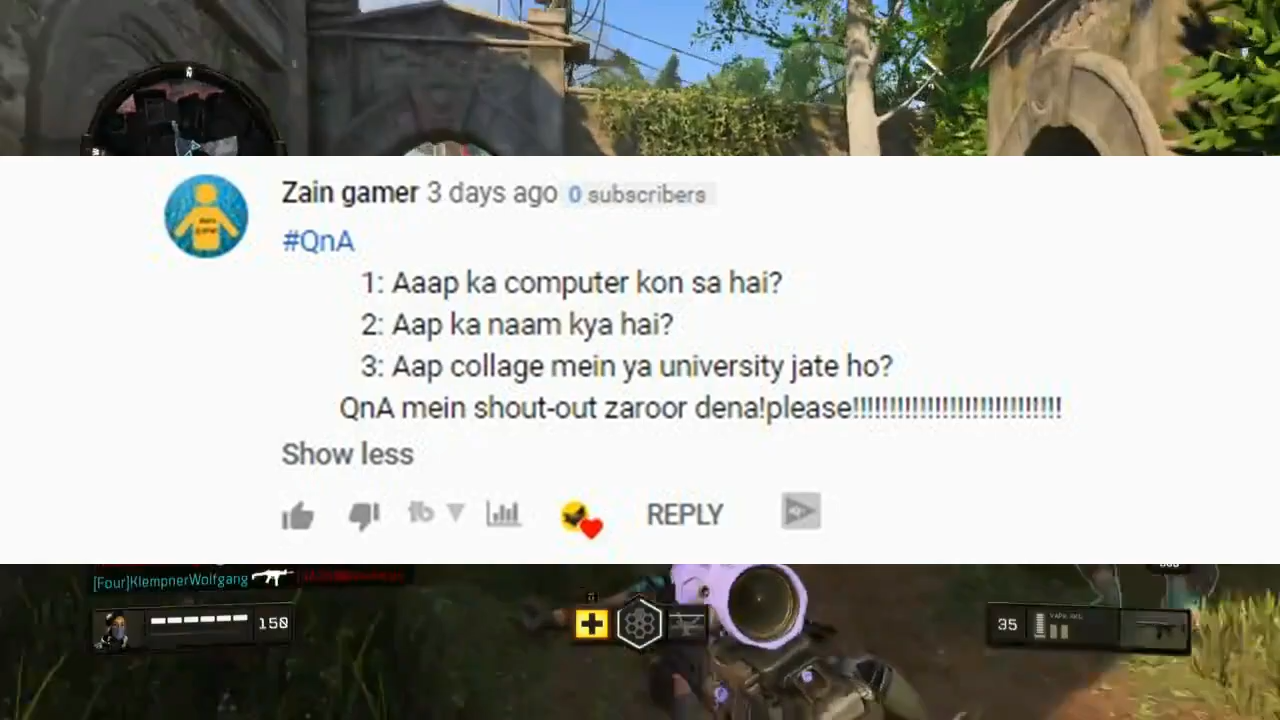 N
Zain gamer 3 days ago 0 subscribers
#QnA
1: Aaap ka computer kon sa hai?
2: Aap ka naam kya hai?
3: Aap collage mein ya university jate ho?
QnA mein shout-out zaroor dena!please!!!!!!!!!!!!!!!!!!!!!!!!!!!!
Show less
REPLY
[Four]KlempnerWolfgang
150
35